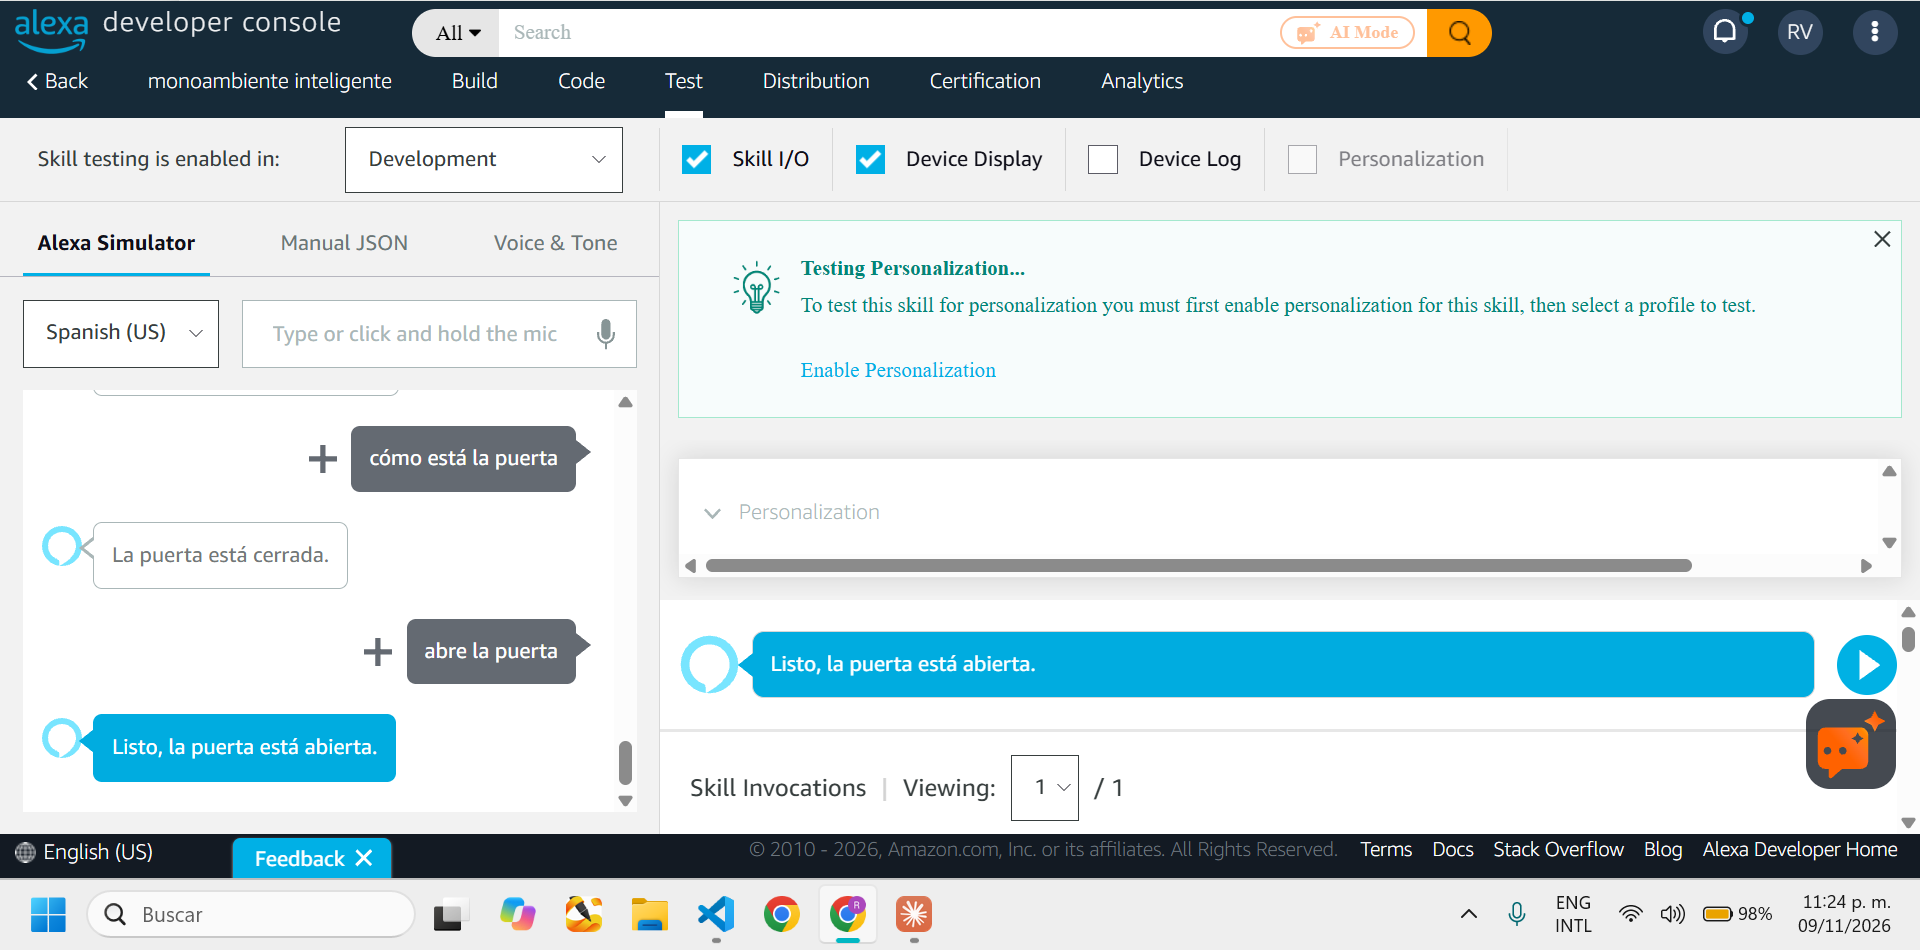 alexa developer console
All
Search
AI Mode
RV
Back
monoambiente inteligente
Build
Code
Test
Distribution
Certification
Analytics
Skill testing is enabled in:
Development
Skill I/O
Device Display
Device Log
Personalization
Alexa Simulator
Manual JSON
Voice & Tone
Spanish (US)
Type or click and hold the mic
cómo está la puerta
La puerta está cerrada.
abre la puerta
Listo, la puerta está abierta.
Testing Personalization...
To test this skill for personalization you must first enable personalization for this skill, then select a profile to test.
Enable Personalization
Personalization
Listo, la puerta está abierta.
Skill Invocations | Viewing: 1 / 1
English (US)
Feedback
© 2010 - 2026, Amazon.com, Inc. or its affiliates. All Rights Reserved.
Terms
Docs
Stack Overflow
Blog
Alexa Developer Home
Buscar
R
ENG
INTL
98%
11:24 p. m.
09/11/2026